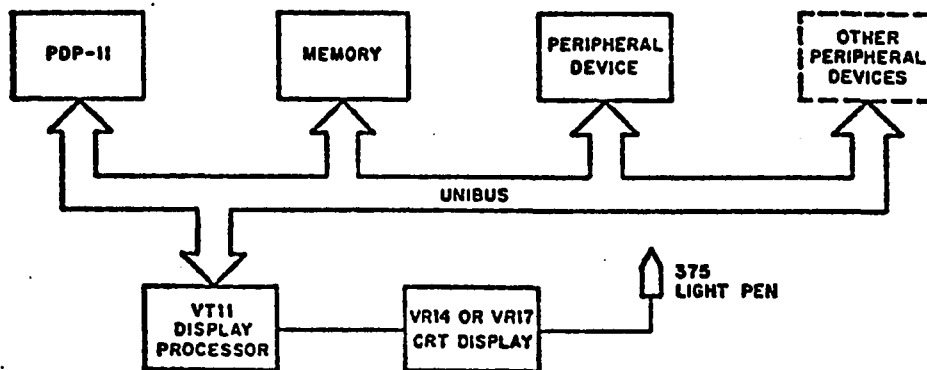 PDP-11
MEMORY
PERIPHERAL
DEVICE
OTHER
PERIPHERAL
DEVICES
UNIBUS
VT11
DISPLAY
PROCESSOR
VR14 OR VR17
CRT DISPLAY
375
LIGHT PEN